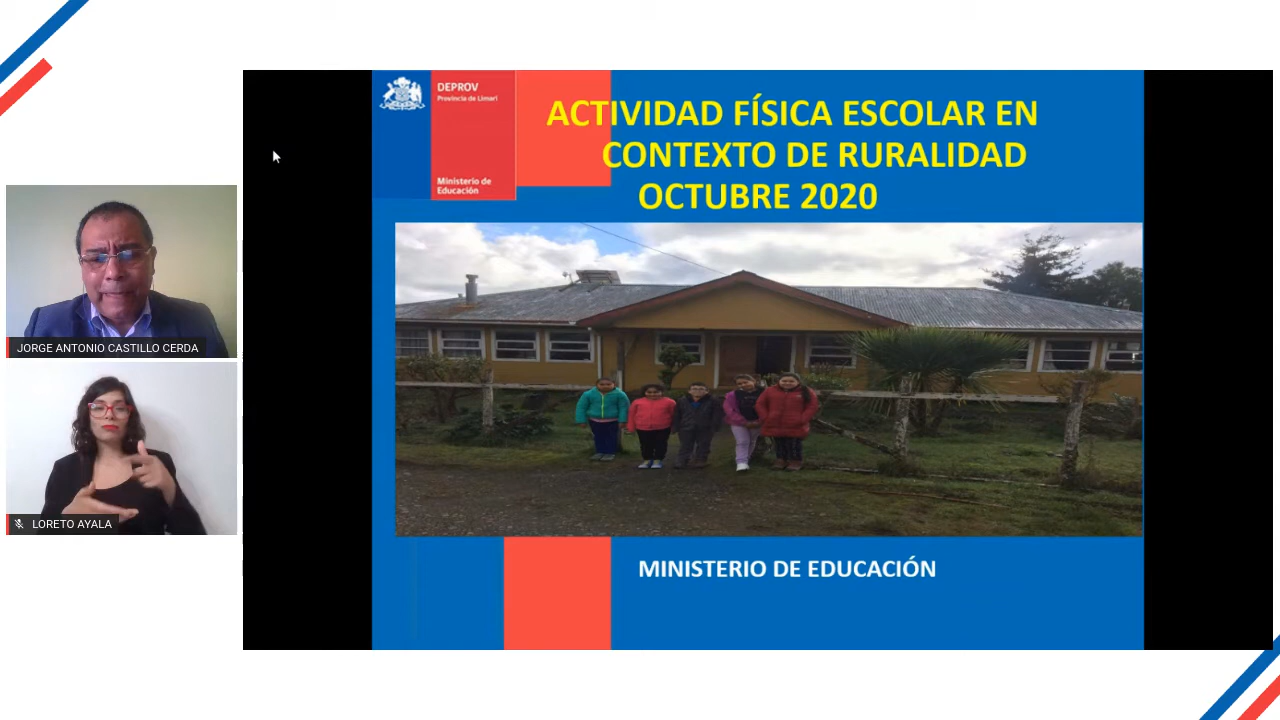 DEPROV
Provincia de Limarí
Ministerio de
Educación
ACTIVIDAD FÍSICA ESCOLAR EN
CONTEXTO DE RURALIDAD
OCTUBRE 2020
JORGE ANTONIO CASTILLO CERDA
LORETO AYALA
MINISTERIO DE EDUCACIÓN